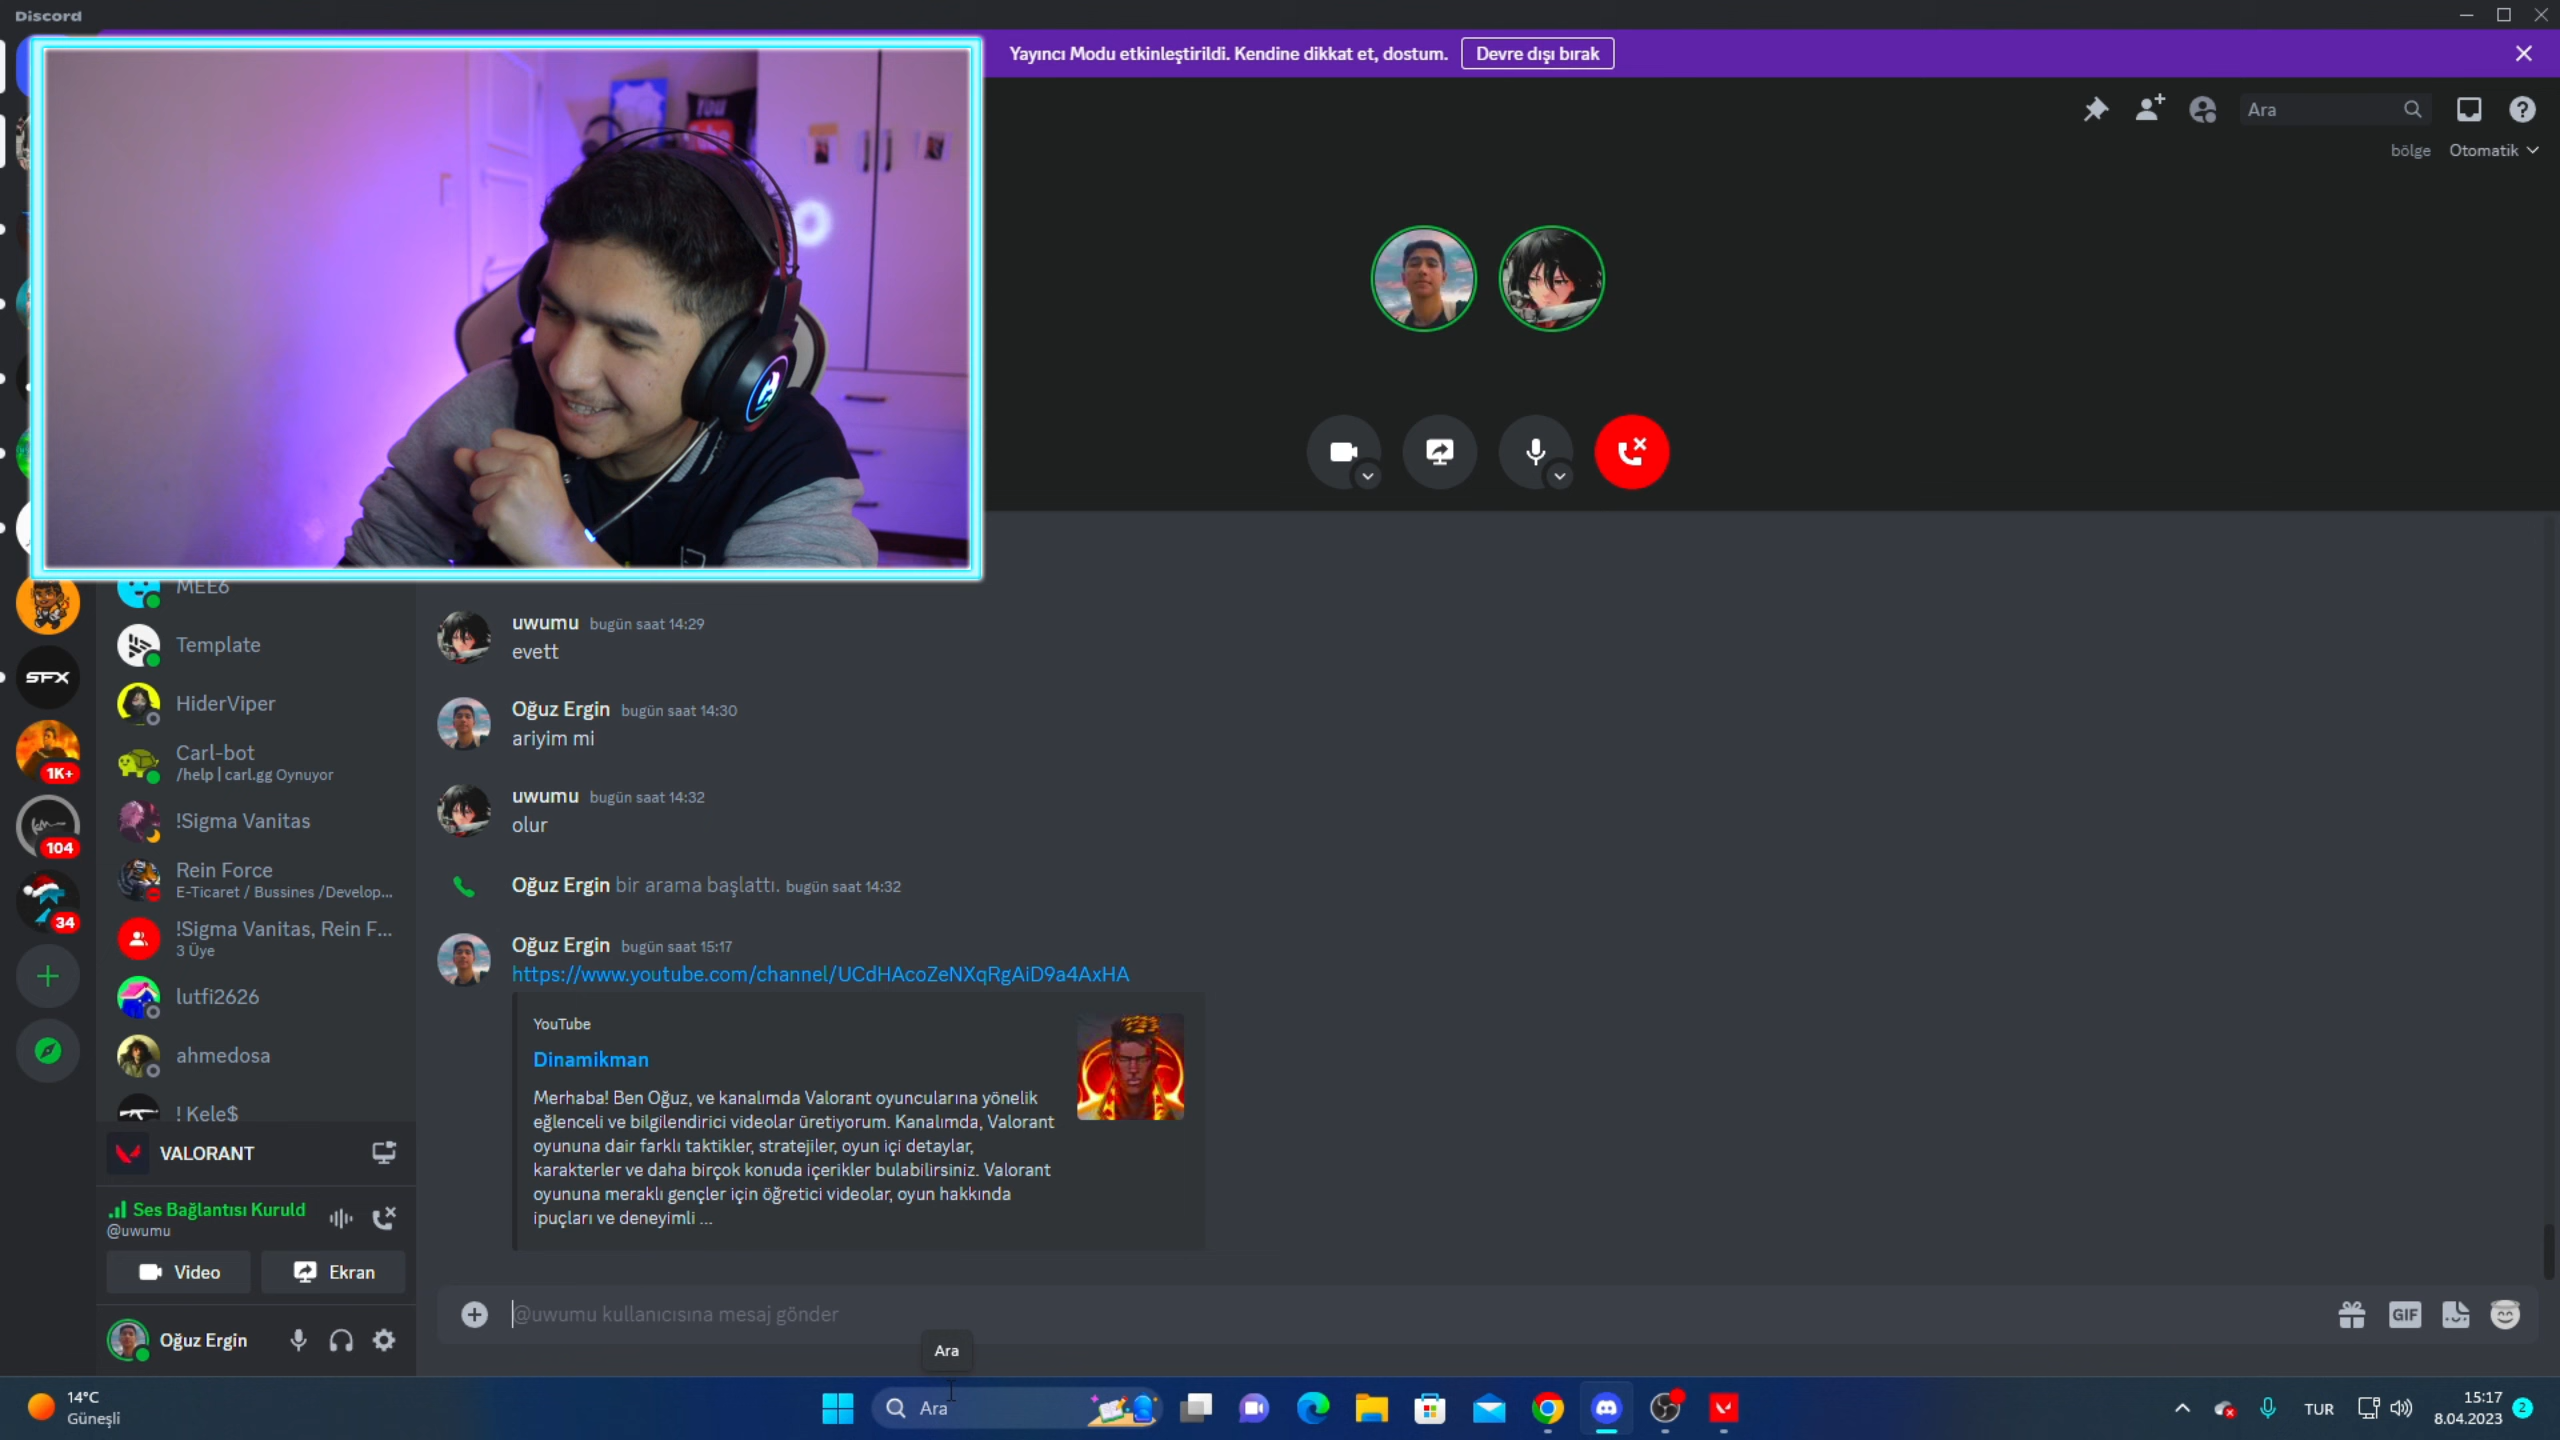 Discord
Yayıncı Modu etkinleştirildi. Kendine dikkat et, dostum.
Devre dışı bırak
Ara
bölge
Otomatik
You
MEE6
Template
HiderViper
Carl-bot
/help | carl.gg Oynuyor
!Sigma Vanitas
Rein Force
E-Ticaret / Bussines /Develop...
!Sigma Vanitas, Rein F...
3 Üye
lutfi2626
ahmedosa
! Kele$
SFX
1K+
104
34
VALORANT
Ses Bağlantısı Kuruld
@uwumu
Video
Ekran
Oğuz Ergin
uwumu bugün saat 14:29
evett
Oğuz Ergin bugün saat 14:30
ariyim mi
uwumu bugün saat 14:32
olur
Oğuz Ergin bir arama başlattı. bugün saat 14:32
Oğuz Ergin bugün saat 15:17
https://www.youtube.com/channel/UCdHAcoZeNXqRgAiD9a4AxHA
YouTube
Dinamikman
Merhaba! Ben Oğuz, ve kanalımda Valorant oyuncularına yönelik
eğlenceli ve bilgilendirici videolar üretiyorum. Kanalımda, Valorant
oyununa dair farklı taktikler, stratejiler, oyun içi detaylar,
karakterler ve daha birçok konuda içerikler bulabilirsiniz. Valorant
oyununa meraklı gençler için öğretici videolar, oyun hakkında
ipuçları ve deneyimli ...
@uwumu kullanıcısına mesaj gönder
GIF
Ara
14°C
Güneşli
Ara
TUR
15:17
8.04.2023
2